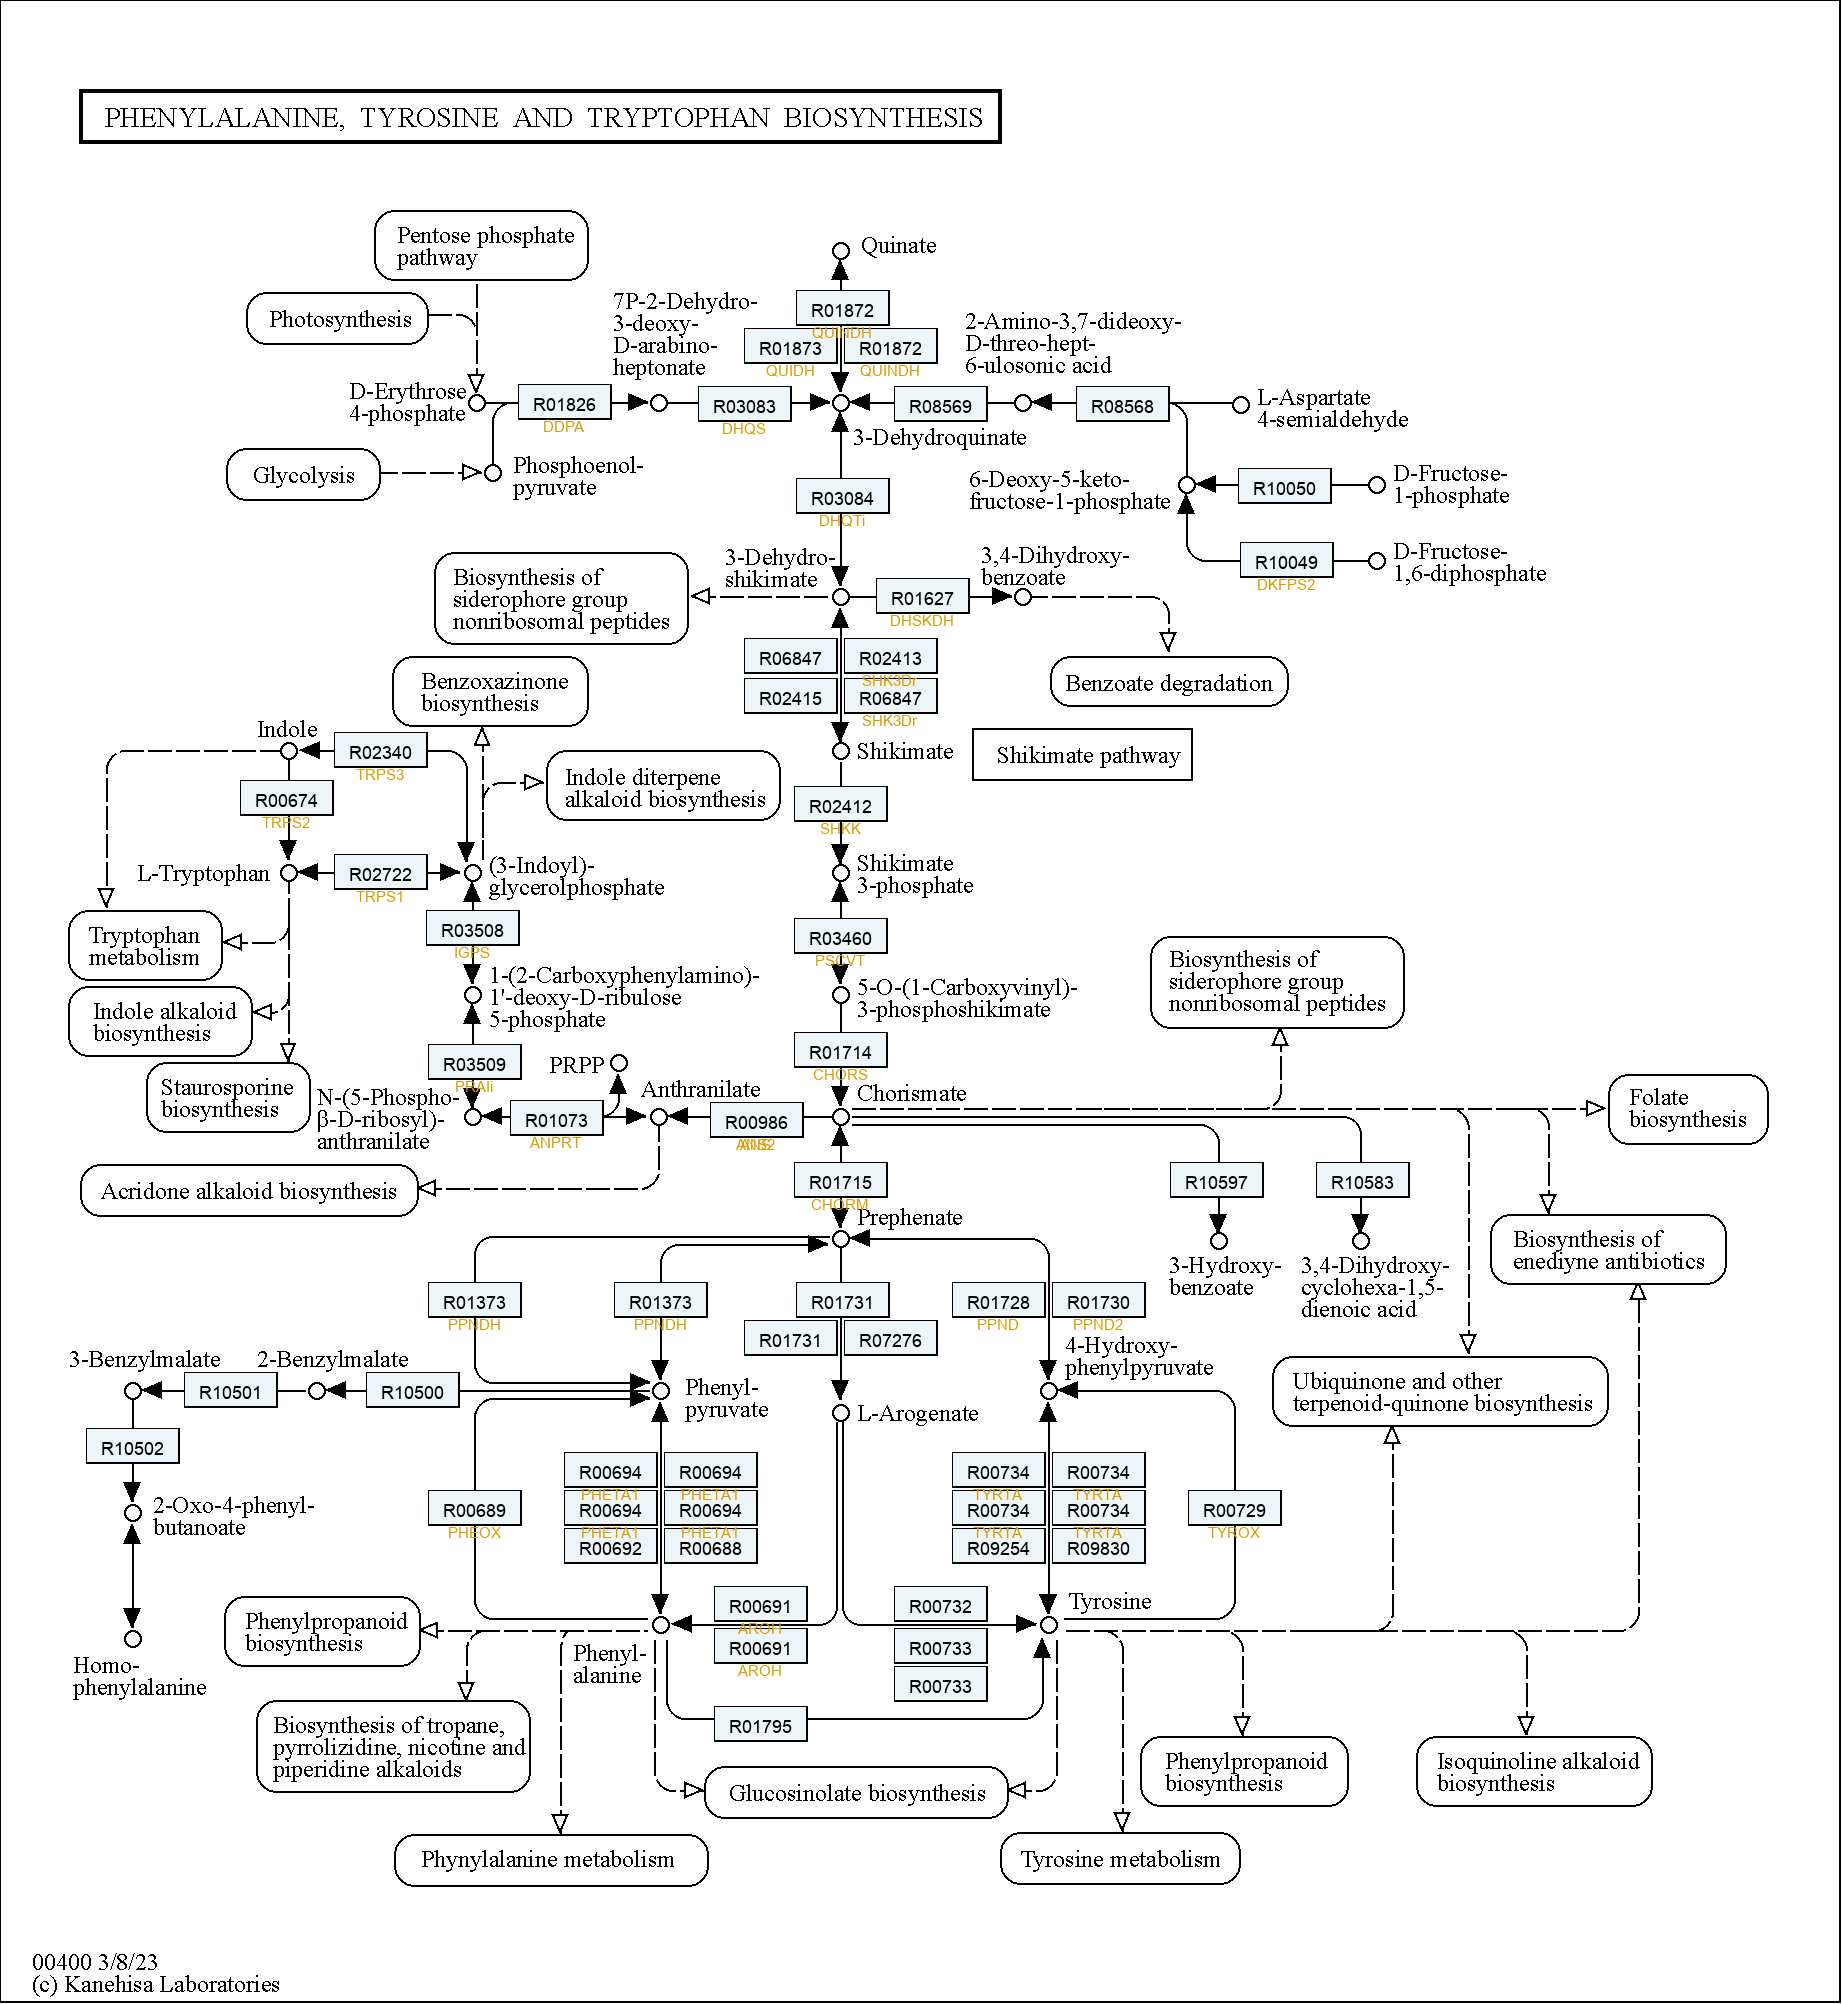 PHENYLALANINE, TYROSINE AND TRYPTOPHAN BIOSYNTHESIS
Pentose phosphate
pathway
Photosynthesis
Quinate
7P-2-Dehydro-
3-deoxy-
D-arabino-
heptonate
R01872
QUINDH
R01873
QUIDH
R01872
QUINDH
2-Amino-3,7-dideoxy-
D-threo-hept-
6-ulosonic acid
D-Erythrose
4-phosphate
R01826
DDPA
R03083
DHQS
R08569
R08568
L-Aspartate
4-semialdehyde
3-Dehydroquinate
Glycolysis
Phosphoenol-
pyruvate
R03084
DHQTi
6-Deoxy-5-keto-
fructose-1-phosphate
R10050
D-Fructose-
1-phosphate
R10049
DKFPS2
D-Fructose-
1,6-diphosphate
3-Dehydro-
shikimate
3,4-Dihydroxy-
benzoate
Biosynthesis of
siderophore group
nonribosomal peptides
R01627
DHSKDH
R06847
R02413
SHK3Dr
R02415
R06847
SHK3Dr
Benzoate degradation
Benzoxazinone
biosynthesis
Shikimate
Shikimate pathway
Indole
R02340
TRPS3
R00674
TRPS2
Indole diterpene
alkaloid biosynthesis
R02412
SHKK
L-Tryptophan
R02722
TRPS1
(3-Indoyl)-
glycerolphosphate
Shikimate
3-phosphate
Tryptophan
metabolism
R03508
IGPS
R03460
PSCVT
Biosynthesis of
siderophore group
nonribosomal peptides
1-(2-Carboxyphenylamino)-
1'-deoxy-D-ribulose
5-phosphate
5-O-(1-Carboxyvinyl)-
3-phosphoshikimate
Indole alkaloid
biosynthesis
R03509
PRAIi
PRPP
R01714
CHORS
Staurosporine
biosynthesis
N-(5-Phospho-
β-D-ribosyl)-
anthranilate
Anthranilate
Chorismate
Folate
biosynthesis
R01073
ANPRT
R00986
ANS2
Acridone alkaloid biosynthesis
R01715
CHORM
R10597
R10583
Prephenate
3-Hydroxy-
benzoate
3,4-Dihydroxy-
cyclohexa-1,5-
dienoic acid
Biosynthesis of
enediyne antibiotics
R01373
PPNDH
R01373
PPNDH
R01731
R01728
PPND
R01730
PPND2
R01731
R07276
4-Hydroxy-
phenylpyruvate
3-Benzylmalate
2-Benzylmalate
R10501
R10500
Phenyl-
pyruvate
L-Arogenate
Ubiquinone and other
terpenoid-quinone biosynthesis
R10502
R00694
PHETA1
R00694
PHETA1
R00734
TYRTA
R00734
TYRTA
2-Oxo-4-phenyl-
butanoate
R00689
PHEOX
R00694
PHETA1
R00694
PHETA1
R00734
TYRTA
R00734
TYRTA
R00729
TYROX
R00692
R00688
R09254
R09830
Phenylpropanoid
biosynthesis
R00691
AROH
R00732
Tyrosine
Homo-
phenylalanine
Phenyl-
alanine
R00691
AROH
R00733
R00733
R01795
Biosynthesis of tropane,
pyrrolizidine, nicotine and
piperidine alkaloids
Glucosinolate biosynthesis
Phenylpropanoid
biosynthesis
Isoquinoline alkaloid
biosynthesis
Phynylalanine metabolism
Tyrosine metabolism
00400 3/8/23
(c) Kanehisa Laboratories